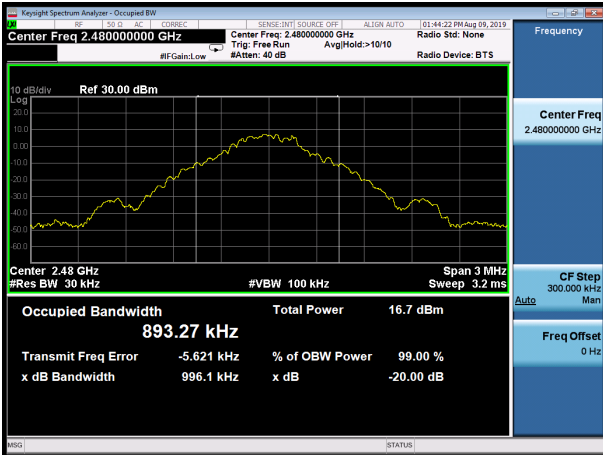 Keysight Spectrum Analyzer - Occupied BW
RF 50 Ω AC CORREC SENSE:INT SOURCE OFF ALIGN AUTO 01:44:22 PM Aug 09, 2019
Center Freq 2.480000000 GHz
Center Freq: 2.480000000 GHz
Radio Std: None
Trig: Free Run Avg|Hold:>10/10
#IFGain:Low #Atten: 40 dB Radio Device: BTS
10 dB/div Ref 30.00 dBm
Log
20.0
10.0
0.00
-10.0
-20.0
-30.0
-40.0
-50.0
-60.0
Center 2.48 GHz Span 3 MHz
#Res BW 30 kHz #VBW 100 kHz Sweep 3.2 ms
Occupied Bandwidth Total Power 16.7 dBm
893.27 kHz
Transmit Freq Error -5.621 kHz % of OBW Power 99.00 %
x dB Bandwidth 996.1 kHz x dB -20.00 dB
MSG STATUS
Frequency
Center Freq
2.480000000 GHz
CF Step
300.000 kHz
Auto Man
Freq Offset
0 Hz